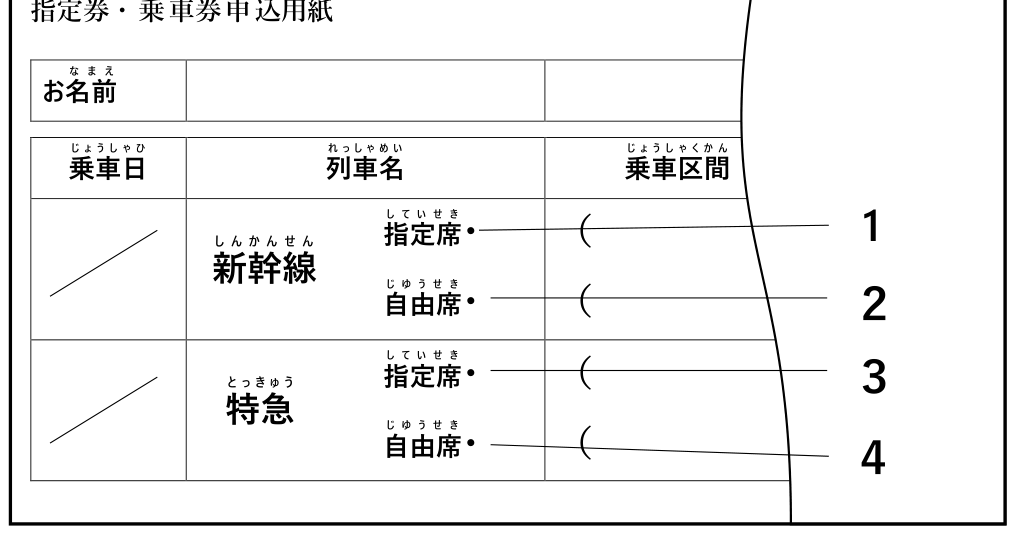 指定券・乗車券申込用紙
なまえ
お名前
じょうしゃび
乗車日
れっしゃめい
列車名
じょうしゃくかん
乗車区間
していせき
指定席・
(
1
しんかんせん
新幹線
じゆうせき
自由席・
(
2
していせき
指定席・
(
3
とっきゅう
特急
じゆうせき
自由席・
(
4